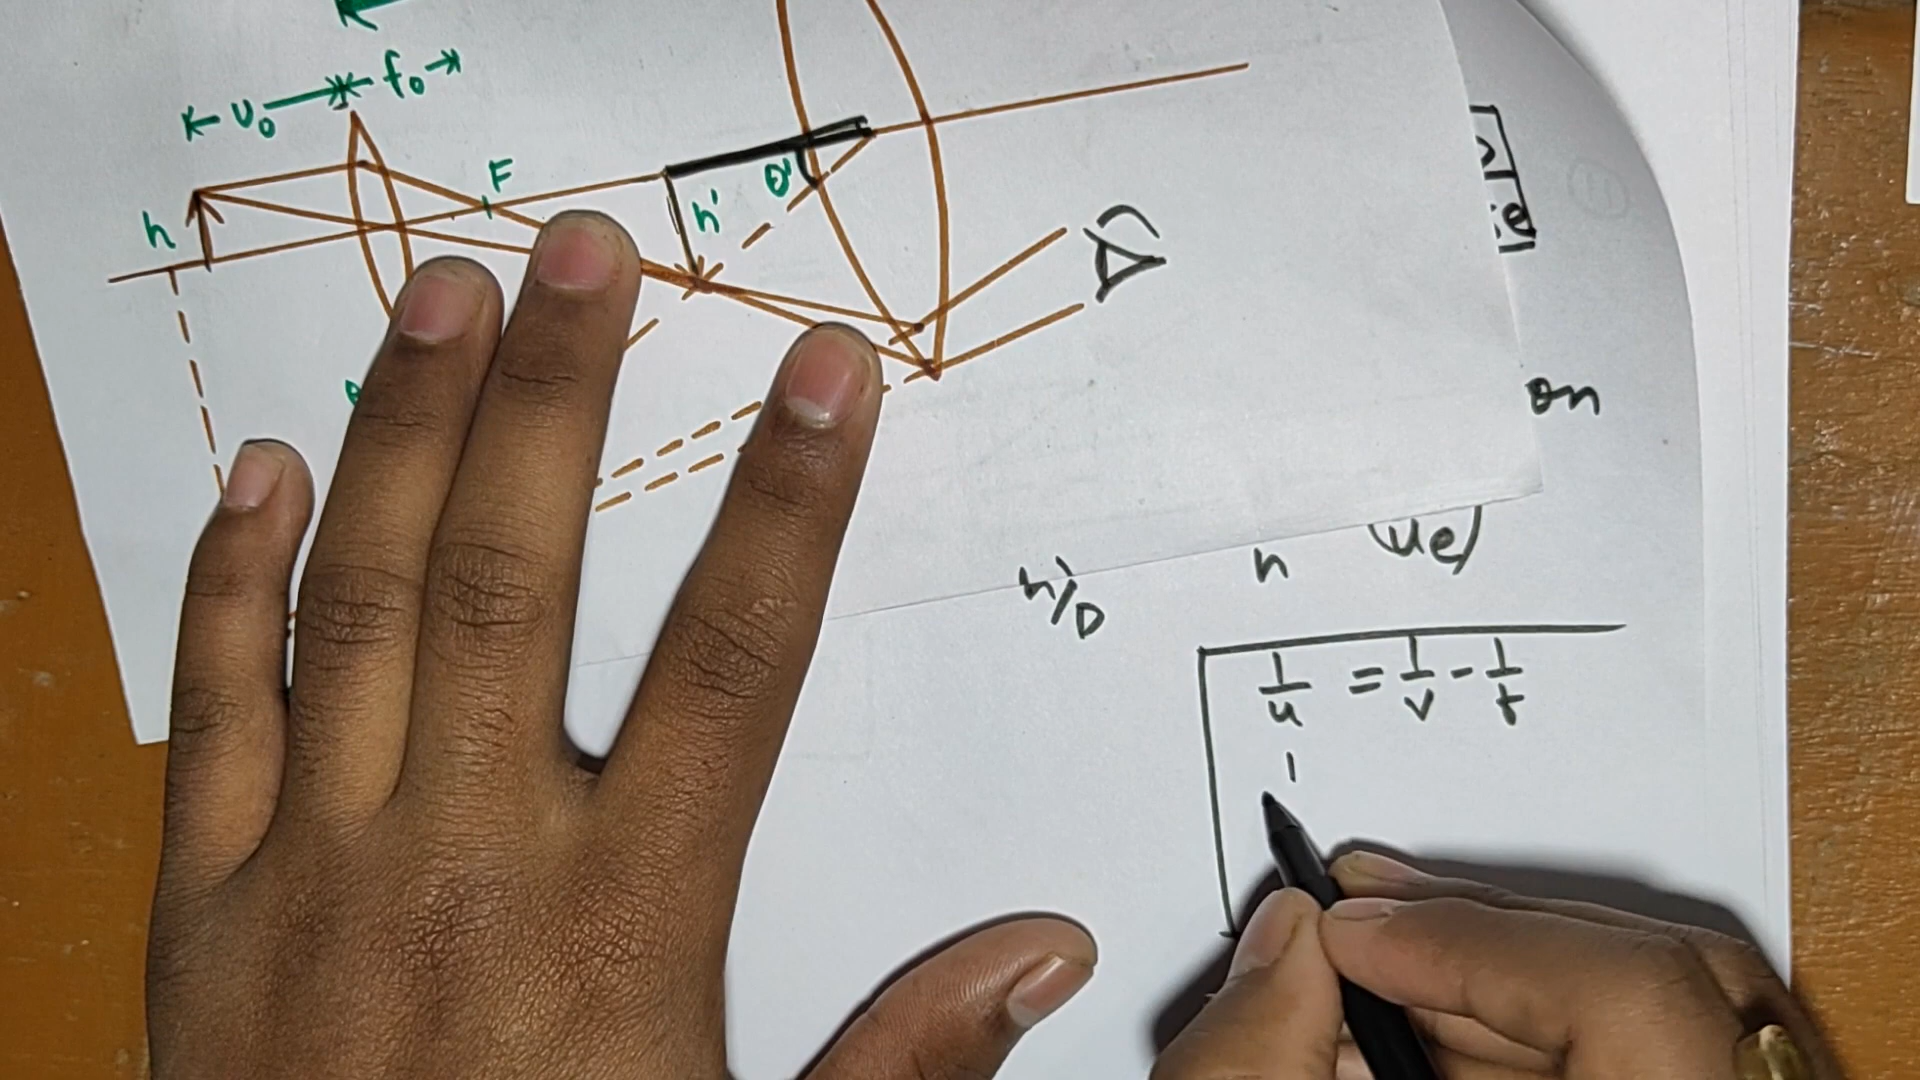 u₀ f₀
F
h
h'
θ'
on
h'/D
h (ue)
1/u = 1/v - 1/f
1